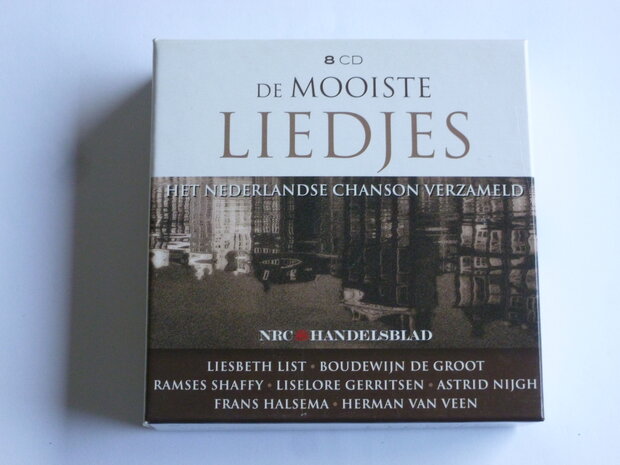 8 CD
DE MOOISTE
LIEDJES
HET NEDERLANDSE CHANSON VERZAMELD
NRC HANDELSBLAD
LIESBETH LIST • BOUDEWIJN DE GROOT
RAMSES SHAFFY • LISELORE GERRITSEN • ASTRID NIJGH
FRANS HALSEMA • HERMAN VAN VEEN